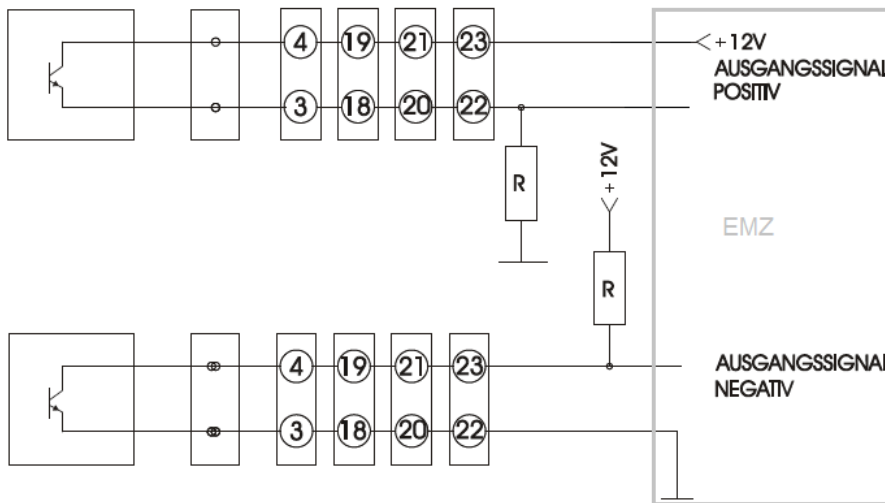 4 19 21 23
+12V
AUSGANGSSIGNAL
POSITIV
3 18 20 22
R
+12V
EMZ
R
4 19 21 23
AUSGANGSSIGNAL
NEGATIV
3 18 20 22